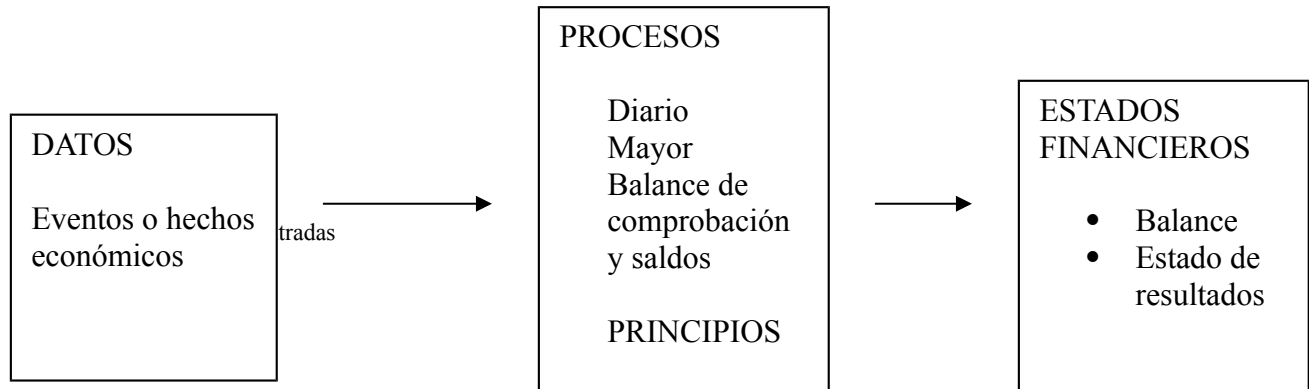 DATOS
Eventos o hechos
económicos
tradas
PROCESOS
Diario
Mayor
Balance de
comprobación
y saldos
PRINCIPIOS
ESTADOS
FINANCIEROS
• Balance
• Estado de
resultados